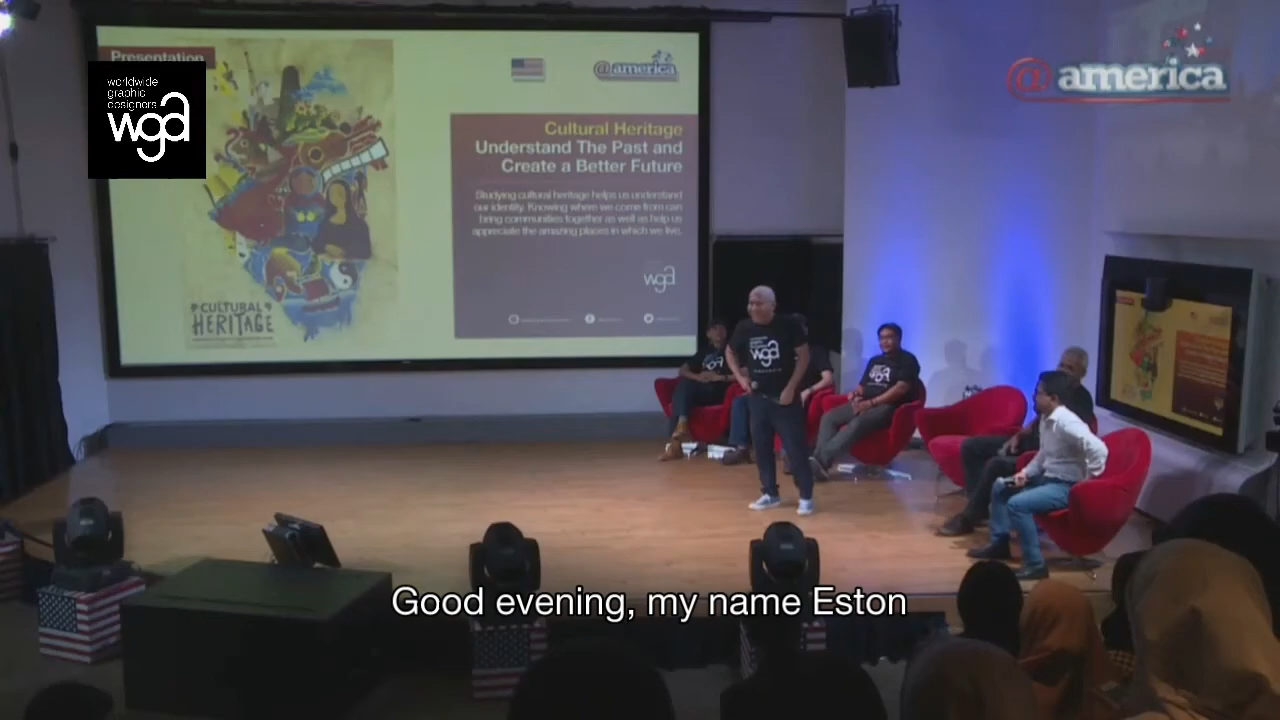 Presentation
worldwide
graphic
designers
wga
@america
@america
Cultural Heritage
Understand The Past and
Create a Better Future
Studying cultural heritage helps us understand
our identity. Knowing where we come from can
bring communities together as well as help us
appreciate the amazing places in which we live.
wga
CULTURAL
HERITAGE
wga
Good evening, my name Eston